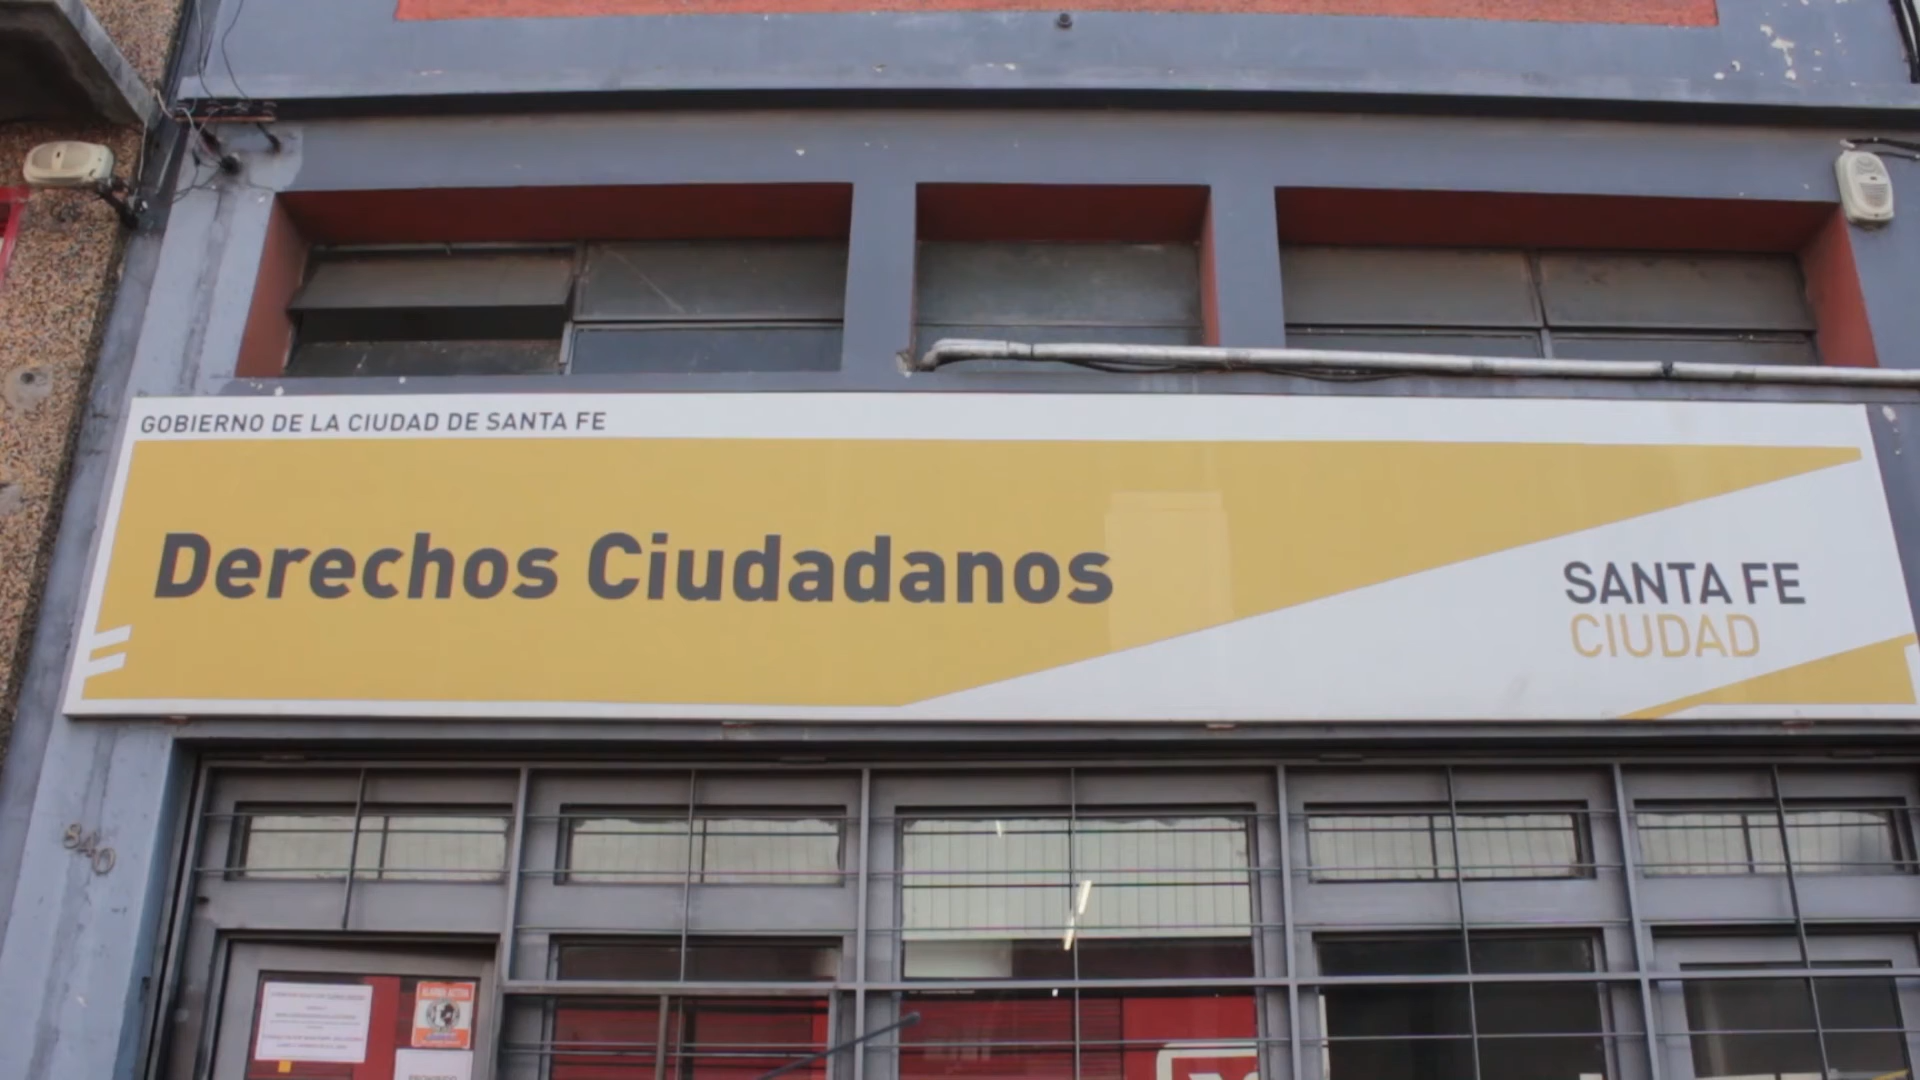 GOBIERNO DE LA CIUDAD DE SANTA FE
Derechos Ciudadanos
SANTA FE
CIUDAD
840